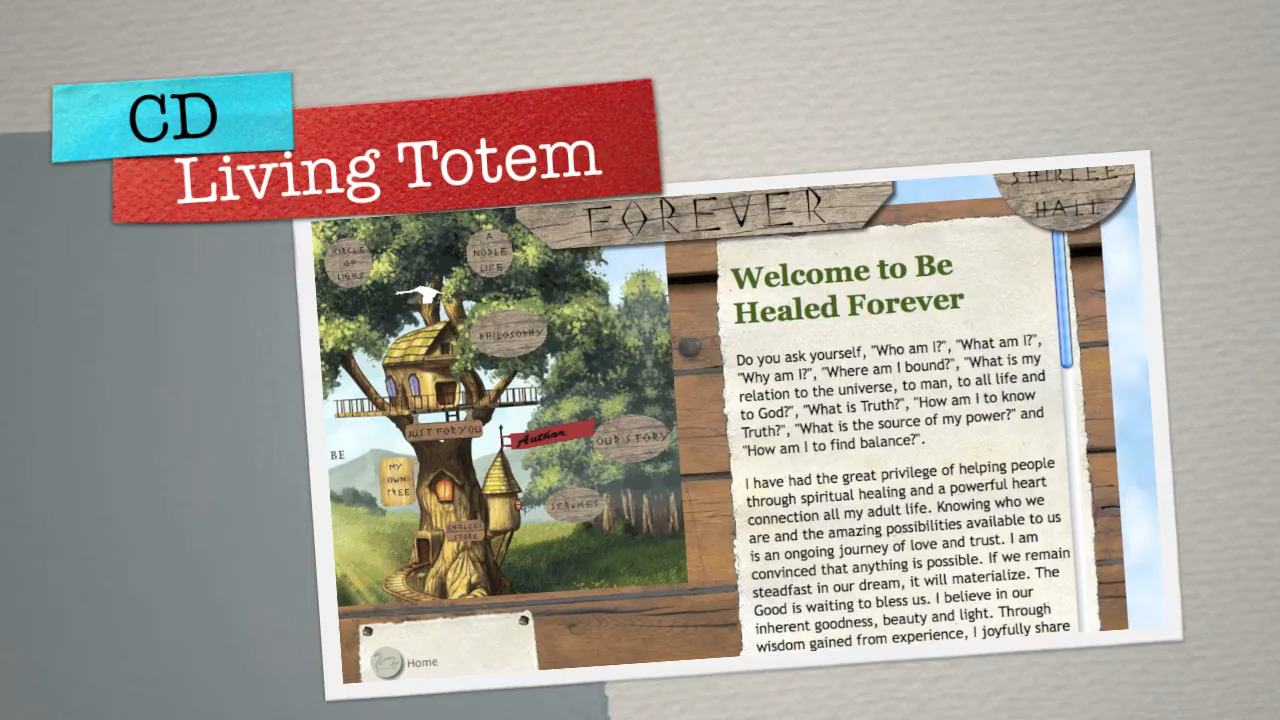 CD
Living Totem
FOREVER
SHIRLEE
HALL
CIRCLE
OF
LIGHT
A
NOBLE
LIFE
PHILOSOPHY
JUST FOR YOU
Author
OUR STORY
BE
MY
OWN
TREE
SERVICES
SHIRLEES
STORE
Home
Welcome to Be
Healed Forever
Do you ask yourself, "Who am I?", "What am I?",
"Why am I?", "Where am I bound?", "What is my
relation to the universe, to man, to all life and
to God?", "What is Truth?", "How am I to know
Truth?", "What is the source of my power?" and
"How am I to find balance?".
I have had the great privilege of helping people
through spiritual healing and a powerful heart
connection all my adult life. Knowing who we
are and the amazing possibilities available to us
is an ongoing journey of love and trust. I am
convinced that anything is possible. If we remain
steadfast in our dream, it will materialize. The
Good is waiting to bless us. I believe in our
inherent goodness, beauty and light. Through
wisdom gained from experience, I joyfully share